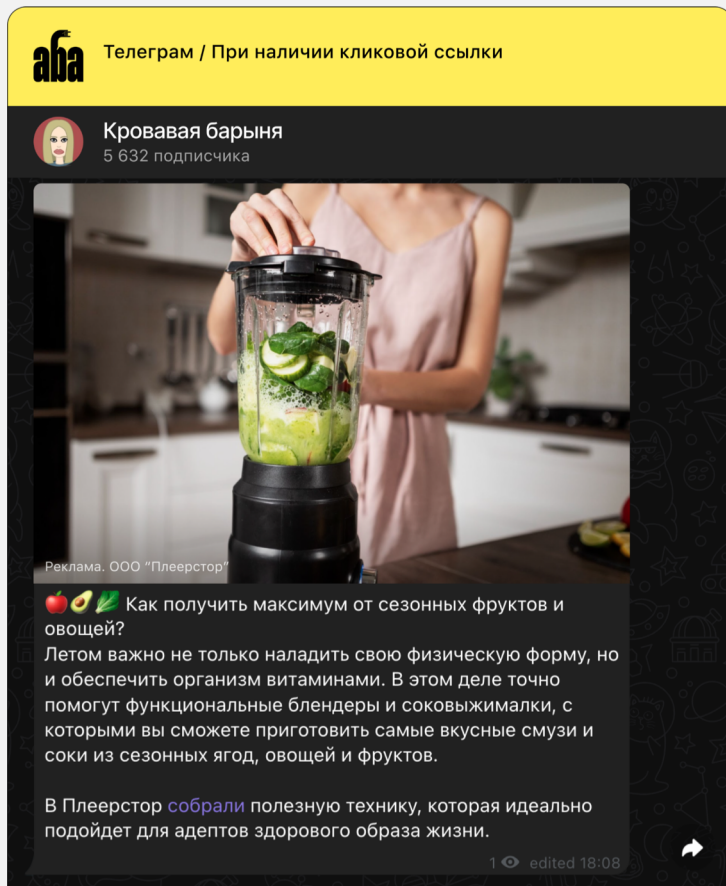 аба
Телеграм / При наличии кликовой ссылки
Кровавая барыня
5 632 подписчика
Реклама. ООО "Плеерстор"
🍎🥑🥬 Как получить максимум от сезонных фруктов и
овощей?
Летом важно не только наладить свою физическую форму, но
и обеспечить организм витаминами. В этом деле точно
помогут функциональные блендеры и соковыжималки, с
которыми вы сможете приготовить самые вкусные смузи и
соки из сезонных ягод, овощей и фруктов.
В Плеерстор собрали полезную технику, которая идеально
подойдет для адептов здорового образа жизни.
1 edited 18:08